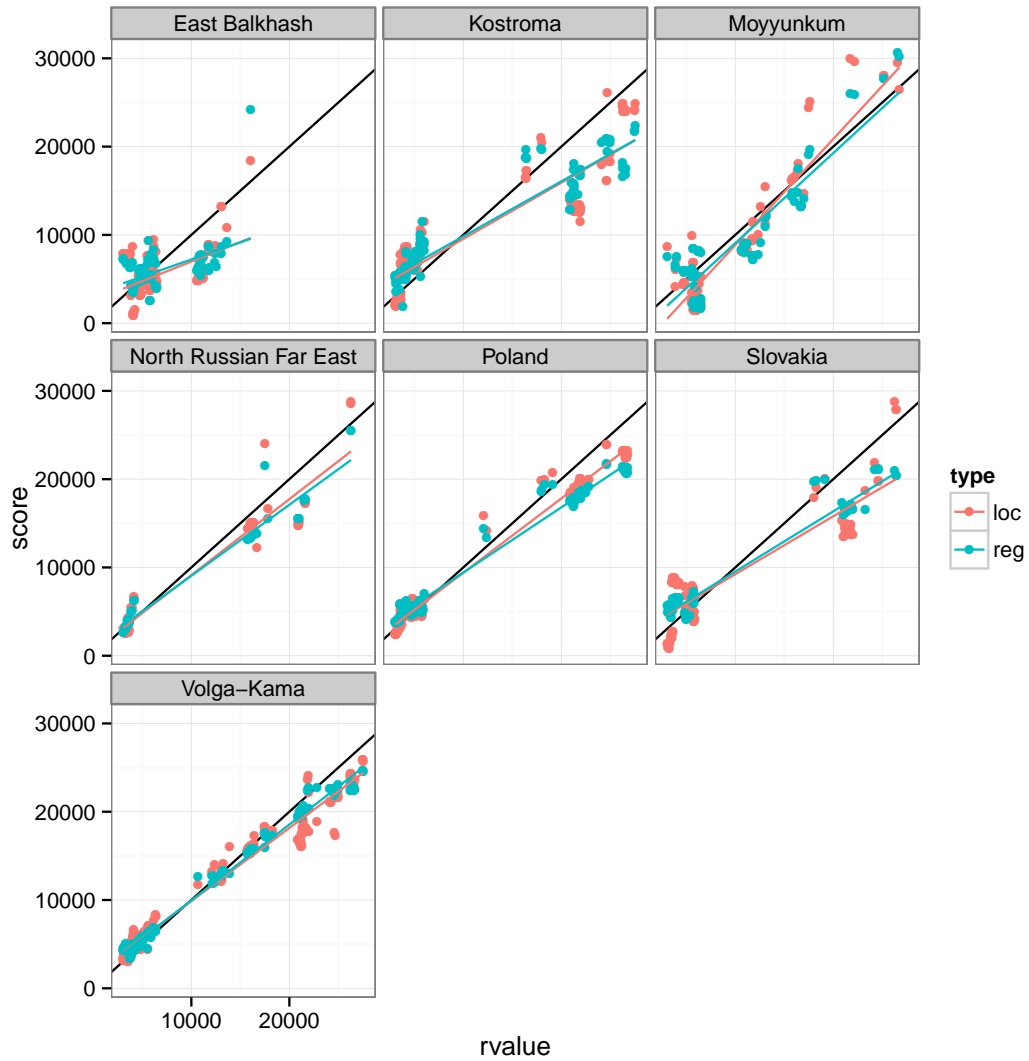 East Balkhash
Kostroma
Moyyunkum
30000
20000
10000
0
North Russian Far East
Poland
Slovakia
30000
20000
10000
0
score
type
loc
reg
Volga−Kama
30000
20000
10000
0
10000
20000
rvalue